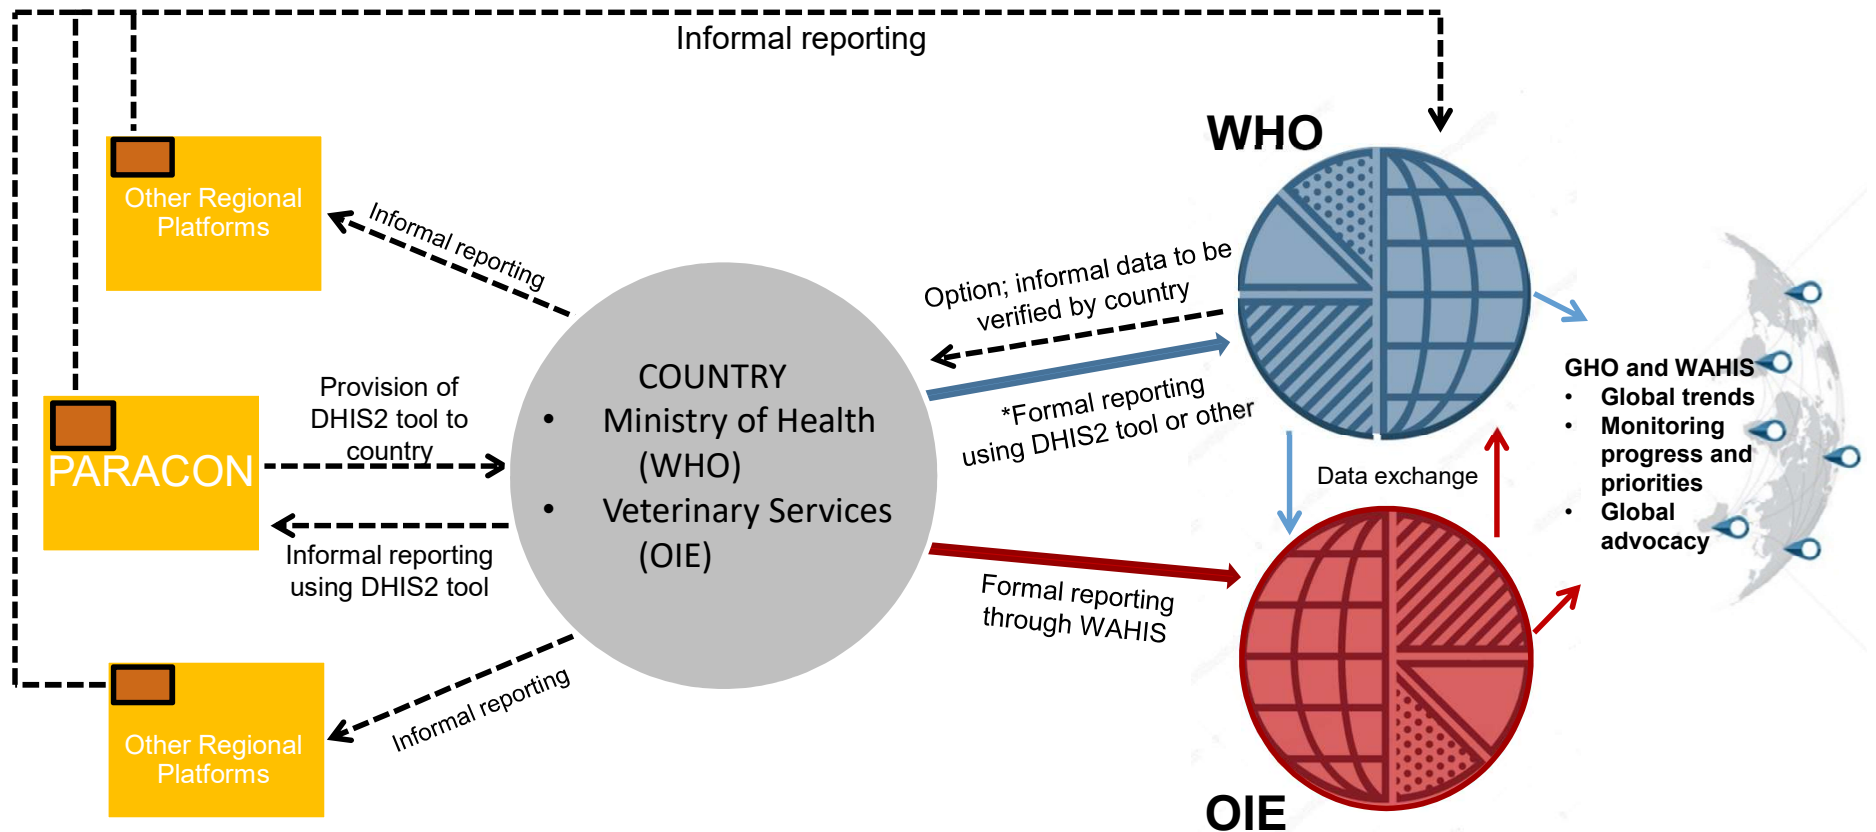 Informal reporting
WHO
Other Regional
Platforms
Informal reporting
Option; informal data to be
verified by country
Provision of
DHIS2 tool to
country
PARACON
Informal reporting
using DHIS2 tool
COUNTRY
• Ministry of Health
(WHO)
• Veterinary Services
(OIE)
*Formal reporting
using DHIS2 tool or other
Data exchange
GHO and WAHIS
• Global trends
• Monitoring
progress and
priorities
• Global
advocacy
Formal reporting
through WAHIS
Informal reporting
Other Regional
Platforms
OIE